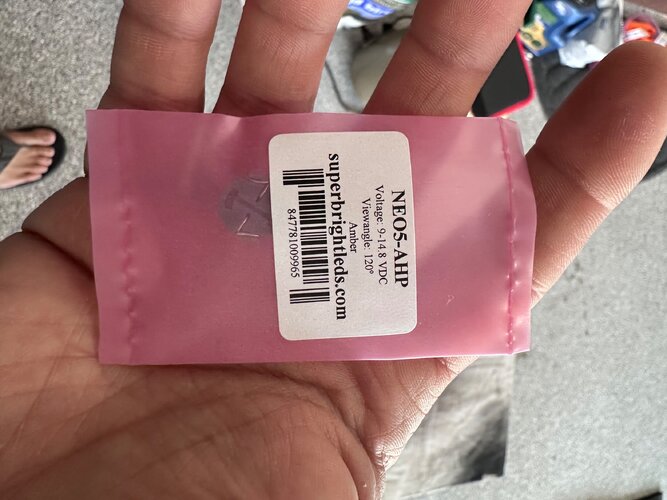 NEO5-AHP
Voltage: 9-14.8 VDC
Viewangle: 120°
Amber
superbrightleds.com
847781009965